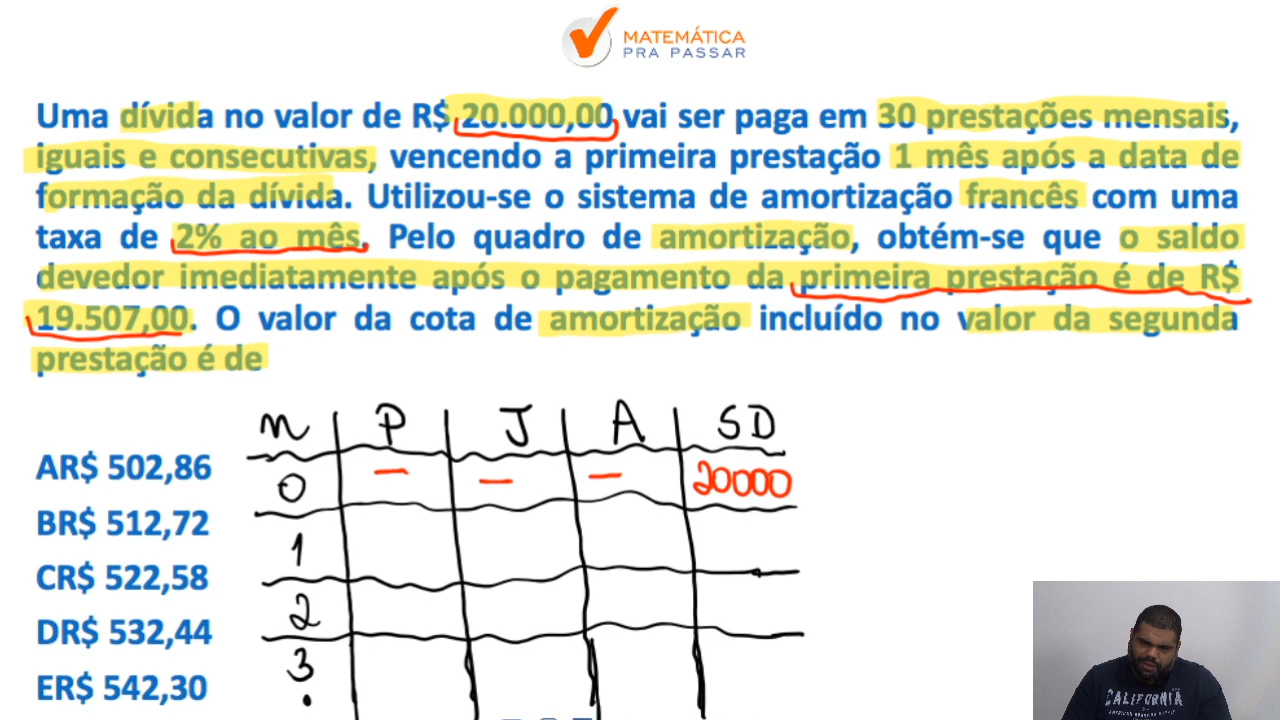 MATEMÁTICA
PRA PASSAR
Uma dívida no valor de R$ 20.000,00 vai ser paga em 30 prestações mensais,
iguais e consecutivas, vencendo a primeira prestação 1 mês após a data de
formação da dívida. Utilizou-se o sistema de amortização francês com uma
taxa de 2% ao mês. Pelo quadro de amortização, obtém-se que o saldo
devedor imediatamente após o pagamento da primeira prestação é de R$
19.507,00. O valor da cota de amortização incluído no valor da segunda
prestação é de
n P J A SD
AR$ 502,86
0 — — — 20000
BR$ 512,72
1
CR$ 522,58
2
DR$ 532,44
3
ER$ 542,30
CALIFORNIA